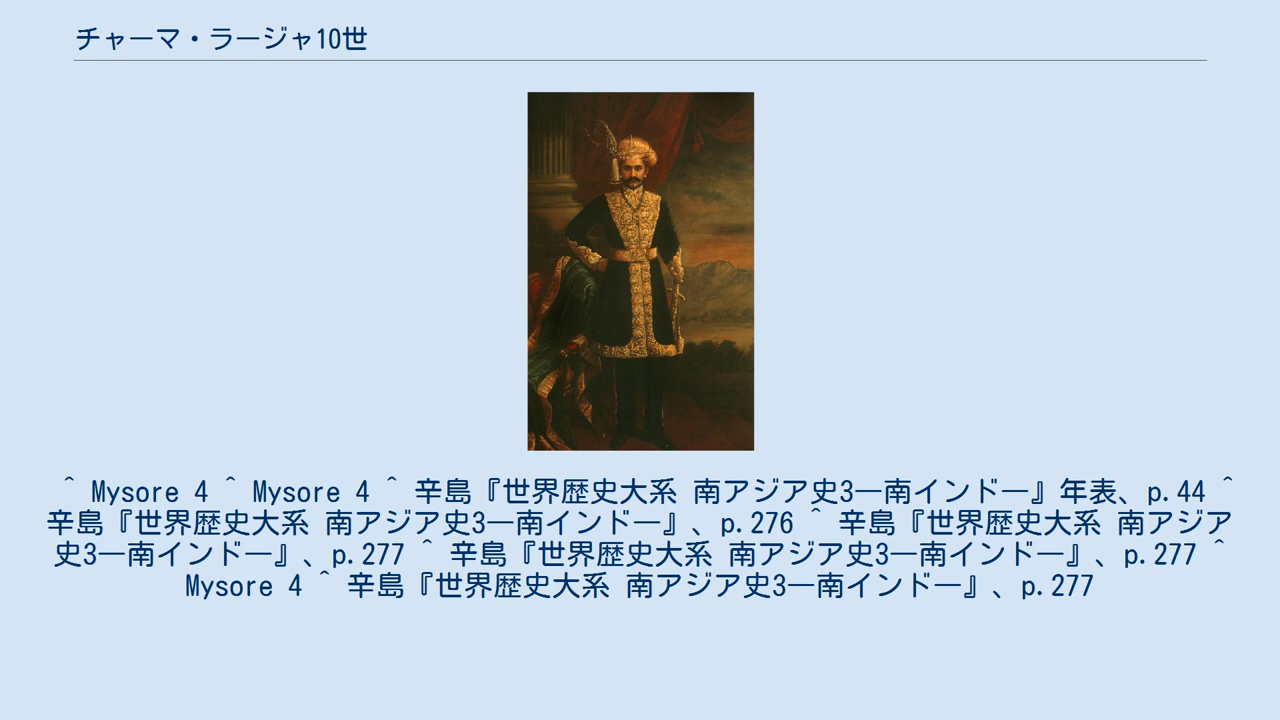 チャーマ・ラージャ10世
^ Mysore 4 ^ Mysore 4 ^ 辛島『世界歴史大系 南アジア史3―南インド―』年表、p.44 ^
辛島『世界歴史大系 南アジア史3―南インド―』、p.276 ^ 辛島『世界歴史大系 南アジア
史3―南インド―』、p.277 ^ 辛島『世界歴史大系 南アジア史3―南インド―』、p.277 ^
Mysore 4 ^ 辛島『世界歴史大系 南アジア史3―南インド―』、p.277